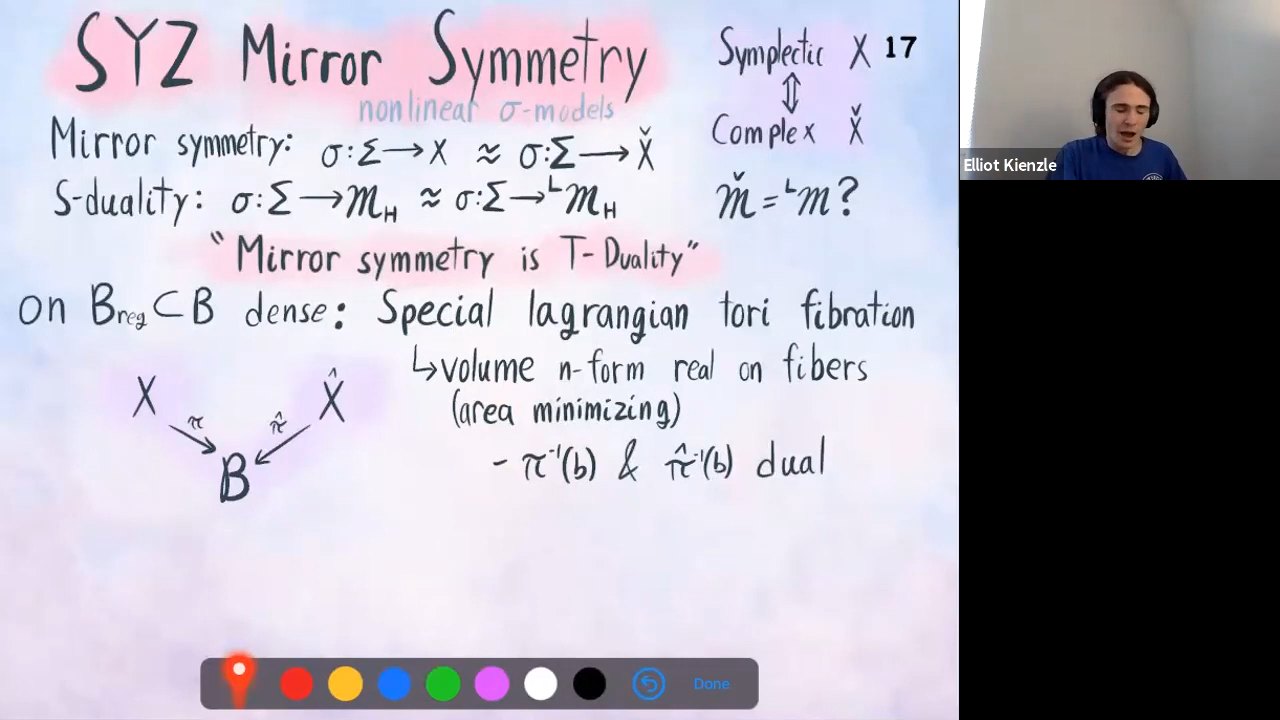 SYZ Mirror Symmetry
Symplectic X 17
⇕
nonlinear σ-models
Complex X̌
Mirror symmetry: σ:Σ→X ≈ σ:Σ→X̌
S-duality: σ:Σ→ℳ_H ≈ σ:Σ→ᴸℳ_H
ℳ̌ = ᴸℳ?
"Mirror symmetry is T-Duality"
on B_reg ⊂ B dense: Special lagrangian tori fibration
↳ volume n-form real on fibers
(area minimizing)
X X̂
π π̂
B
- π⁻¹(b) & π̂⁻¹(b) dual
Elliot Kienzle
Done